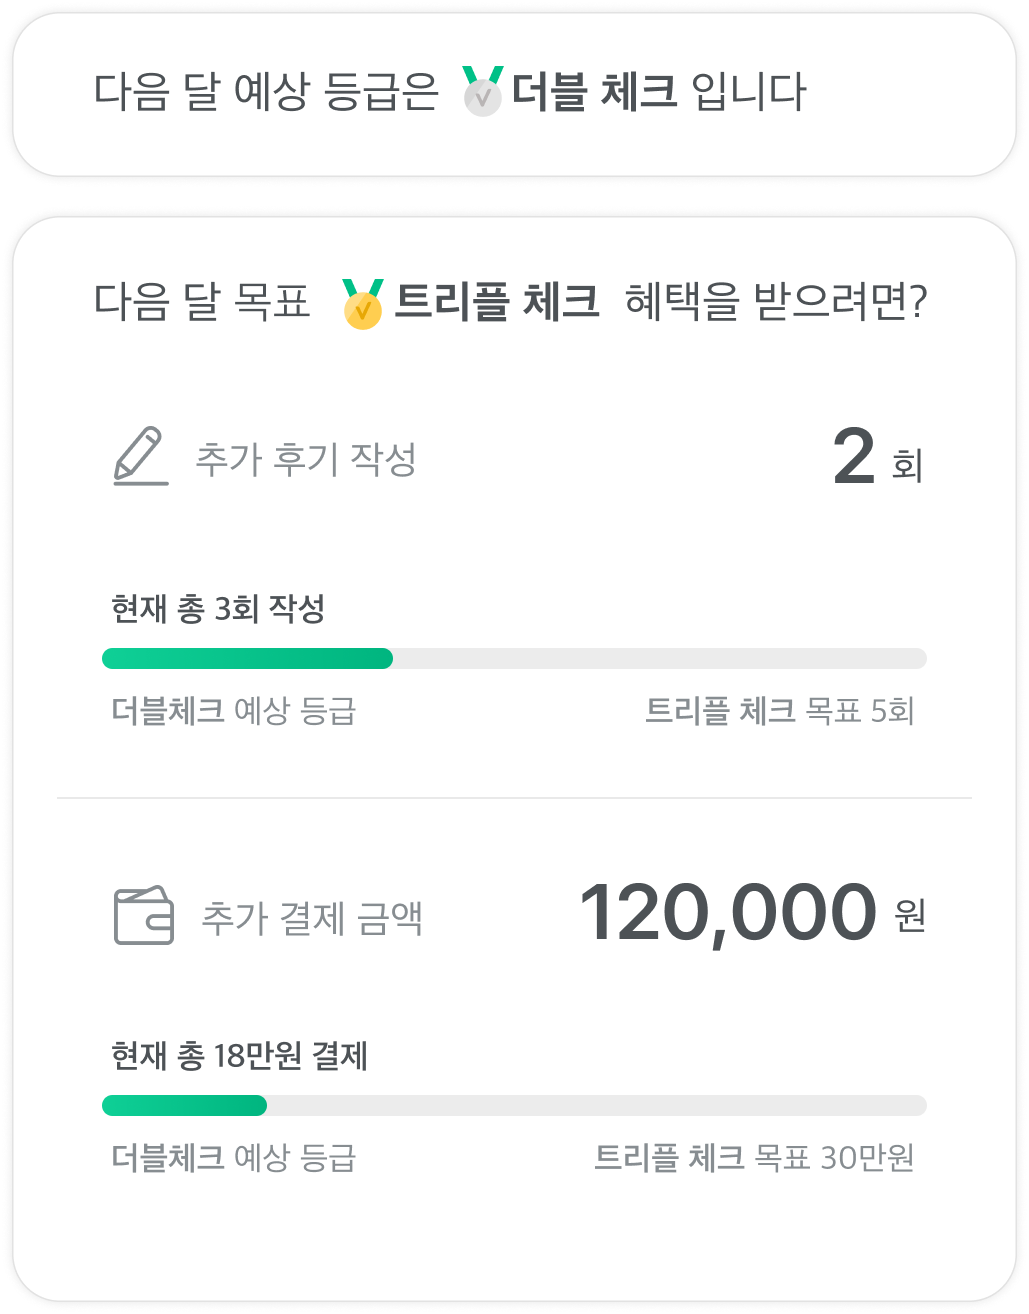 다음 달 예상 등급은 더블 체크 입니다
다음 달 목표 트리플 체크 혜택을 받으려면?
추가 후기 작성 2 회
현재 총 3회 작성
더블체크 예상 등급 트리플 체크 목표 5회
추가 결제 금액 120,000 원
현재 총 18만원 결제
더블체크 예상 등급 트리플 체크 목표 30만원